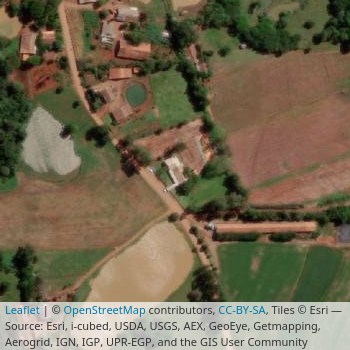 Leaflet | © OpenStreetMap contributors, CC-BY-SA, Tiles © Esri —
Source: Esri, i-cubed, USDA, USGS, AEX, GeoEye, Getmapping,
Aerogrid, IGN, IGP, UPR-EGP, and the GIS User Community